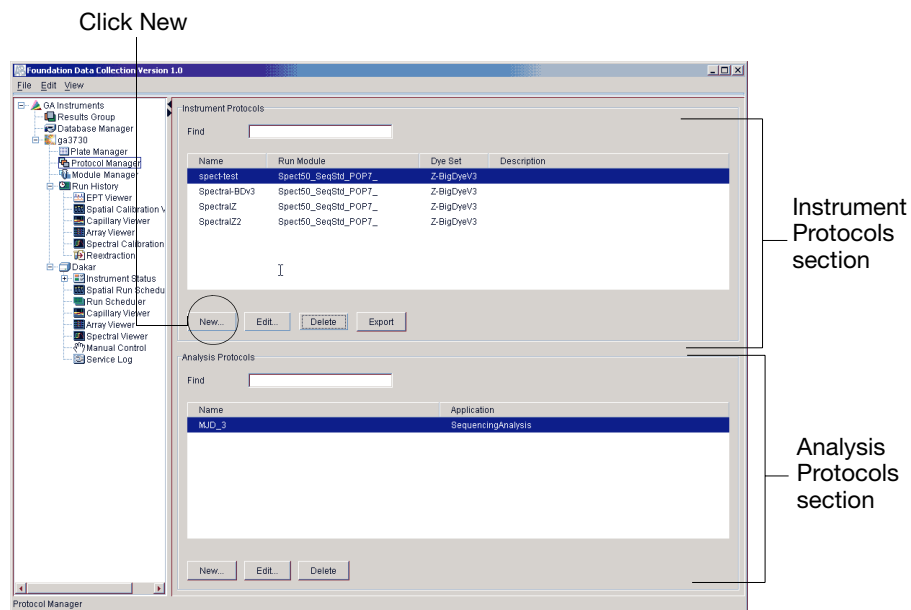 Click New
Foundation Data Collection Version 1.0
File Edit View
GA Instruments
Results Group
Database Manager
ga3730
Plate Manager
Protocol Manager
Module Manager
Run History
EPT Viewer
Spatial Calibration V
Capillary Viewer
Array Viewer
Spectral Calibration
Reextraction
Dakar
Instrument Status
Spatial Run Schedu
Run Scheduler
Capillary Viewer
Array Viewer
Spectral Viewer
Manual Control
Service Log
Instrument Protocols
Find
Name Run Module Dye Set Description
spect-test Spect50_SeqStd_POP7_ Z-BigDyeV3
Spectral-BDv3 Spect50_SeqStd_POP7_ Z-BigDyeV3
SpectralZ Spect50_SeqStd_POP7_ Z-BigDyeV3
SpectralZ2 Spect50_SeqStd_POP7_ Z-BigDyeV3
New... Edit... Delete Export
Instrument
Protocols
section
Analysis Protocols
Find
Name Application
MJD_3 SequencingAnalysis
New... Edit... Delete
Analysis
Protocols
section
Protocol Manager